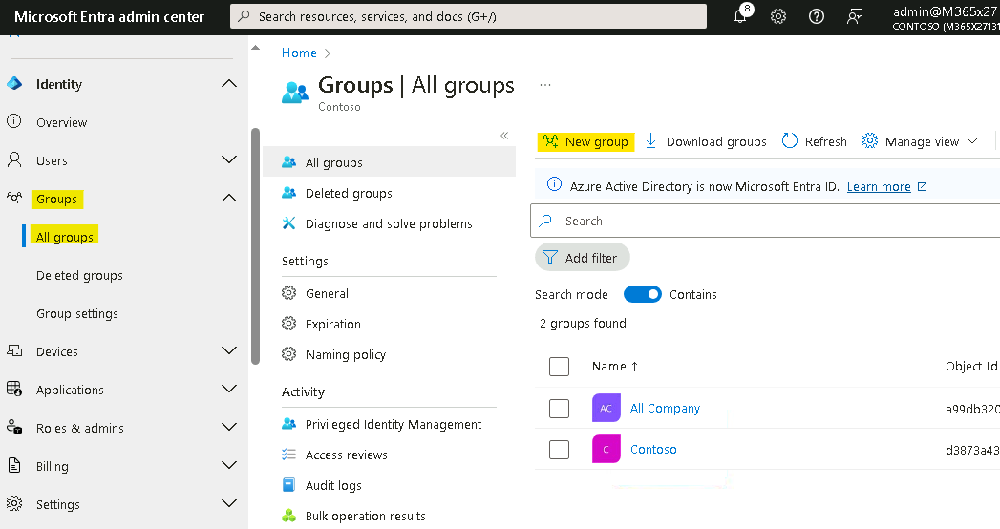 Microsoft Entra admin center
Search resources, services, and docs (G+/)
8
admin@M365x27
CONTOSO (M365X27131
Identity
Overview
Users
Groups
All groups
Deleted groups
Group settings
Devices
Applications
Roles & admins
Billing
Settings
Home >
Groups | All groups
...
Contoso
«
All groups
Deleted groups
Diagnose and solve problems
Settings
General
Expiration
Naming policy
Activity
Privileged Identity Management
Access reviews
Audit logs
Bulk operation results
New group Download groups Refresh Manage view
Azure Active Directory is now Microsoft Entra ID. Learn more
Search
Add filter
Search mode Contains
2 groups found
Name ↑ Object Id
AC All Company a99db320
C Contoso d3873a43